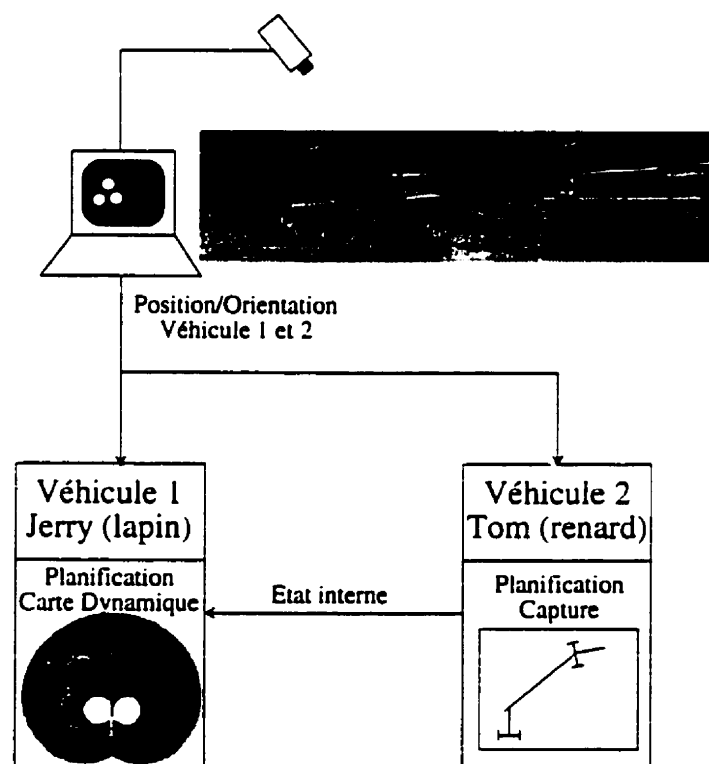 Position/Orientation
Véhicule 1 et 2
Véhicule 1
Jerry (lapin)
Planification
Carte Dynamique
Etat interne
Véhicule 2
Tom (renard)
Planification
Capture